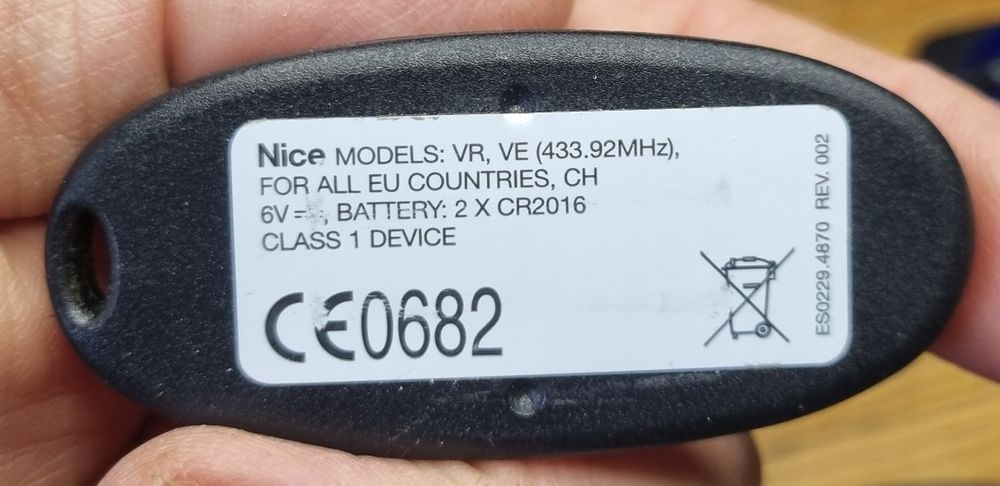 Nice MODELS: VR, VE (433.92MHz),
FOR ALL EU COUNTRIES, CH
6V⎓, BATTERY: 2 X CR2016
CLASS 1 DEVICE
CE0682
ES0229.4870 REV. 002